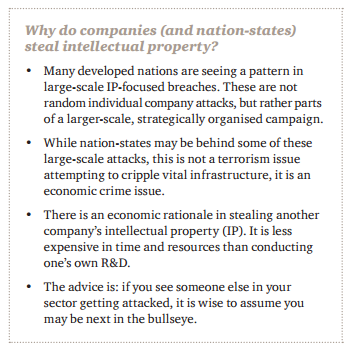 Why do companies (and nation-states)
steal intellectual property?
• Many developed nations are seeing a pattern in
large-scale IP-focused breaches. These are not
random individual company attacks, but rather parts
of a larger-scale, strategically organised campaign.
• While nation-states may be behind some of these
large-scale attacks, this is not a terrorism issue
attempting to cripple vital infrastructure, it is an
economic crime issue.
• There is an economic rationale in stealing another
company's intellectual property (IP). It is less
expensive in time and resources than conducting
one's own R&D.
• The advice is: if you see someone else in your
sector getting attacked, it is wise to assume you
may be next in the bullseye.